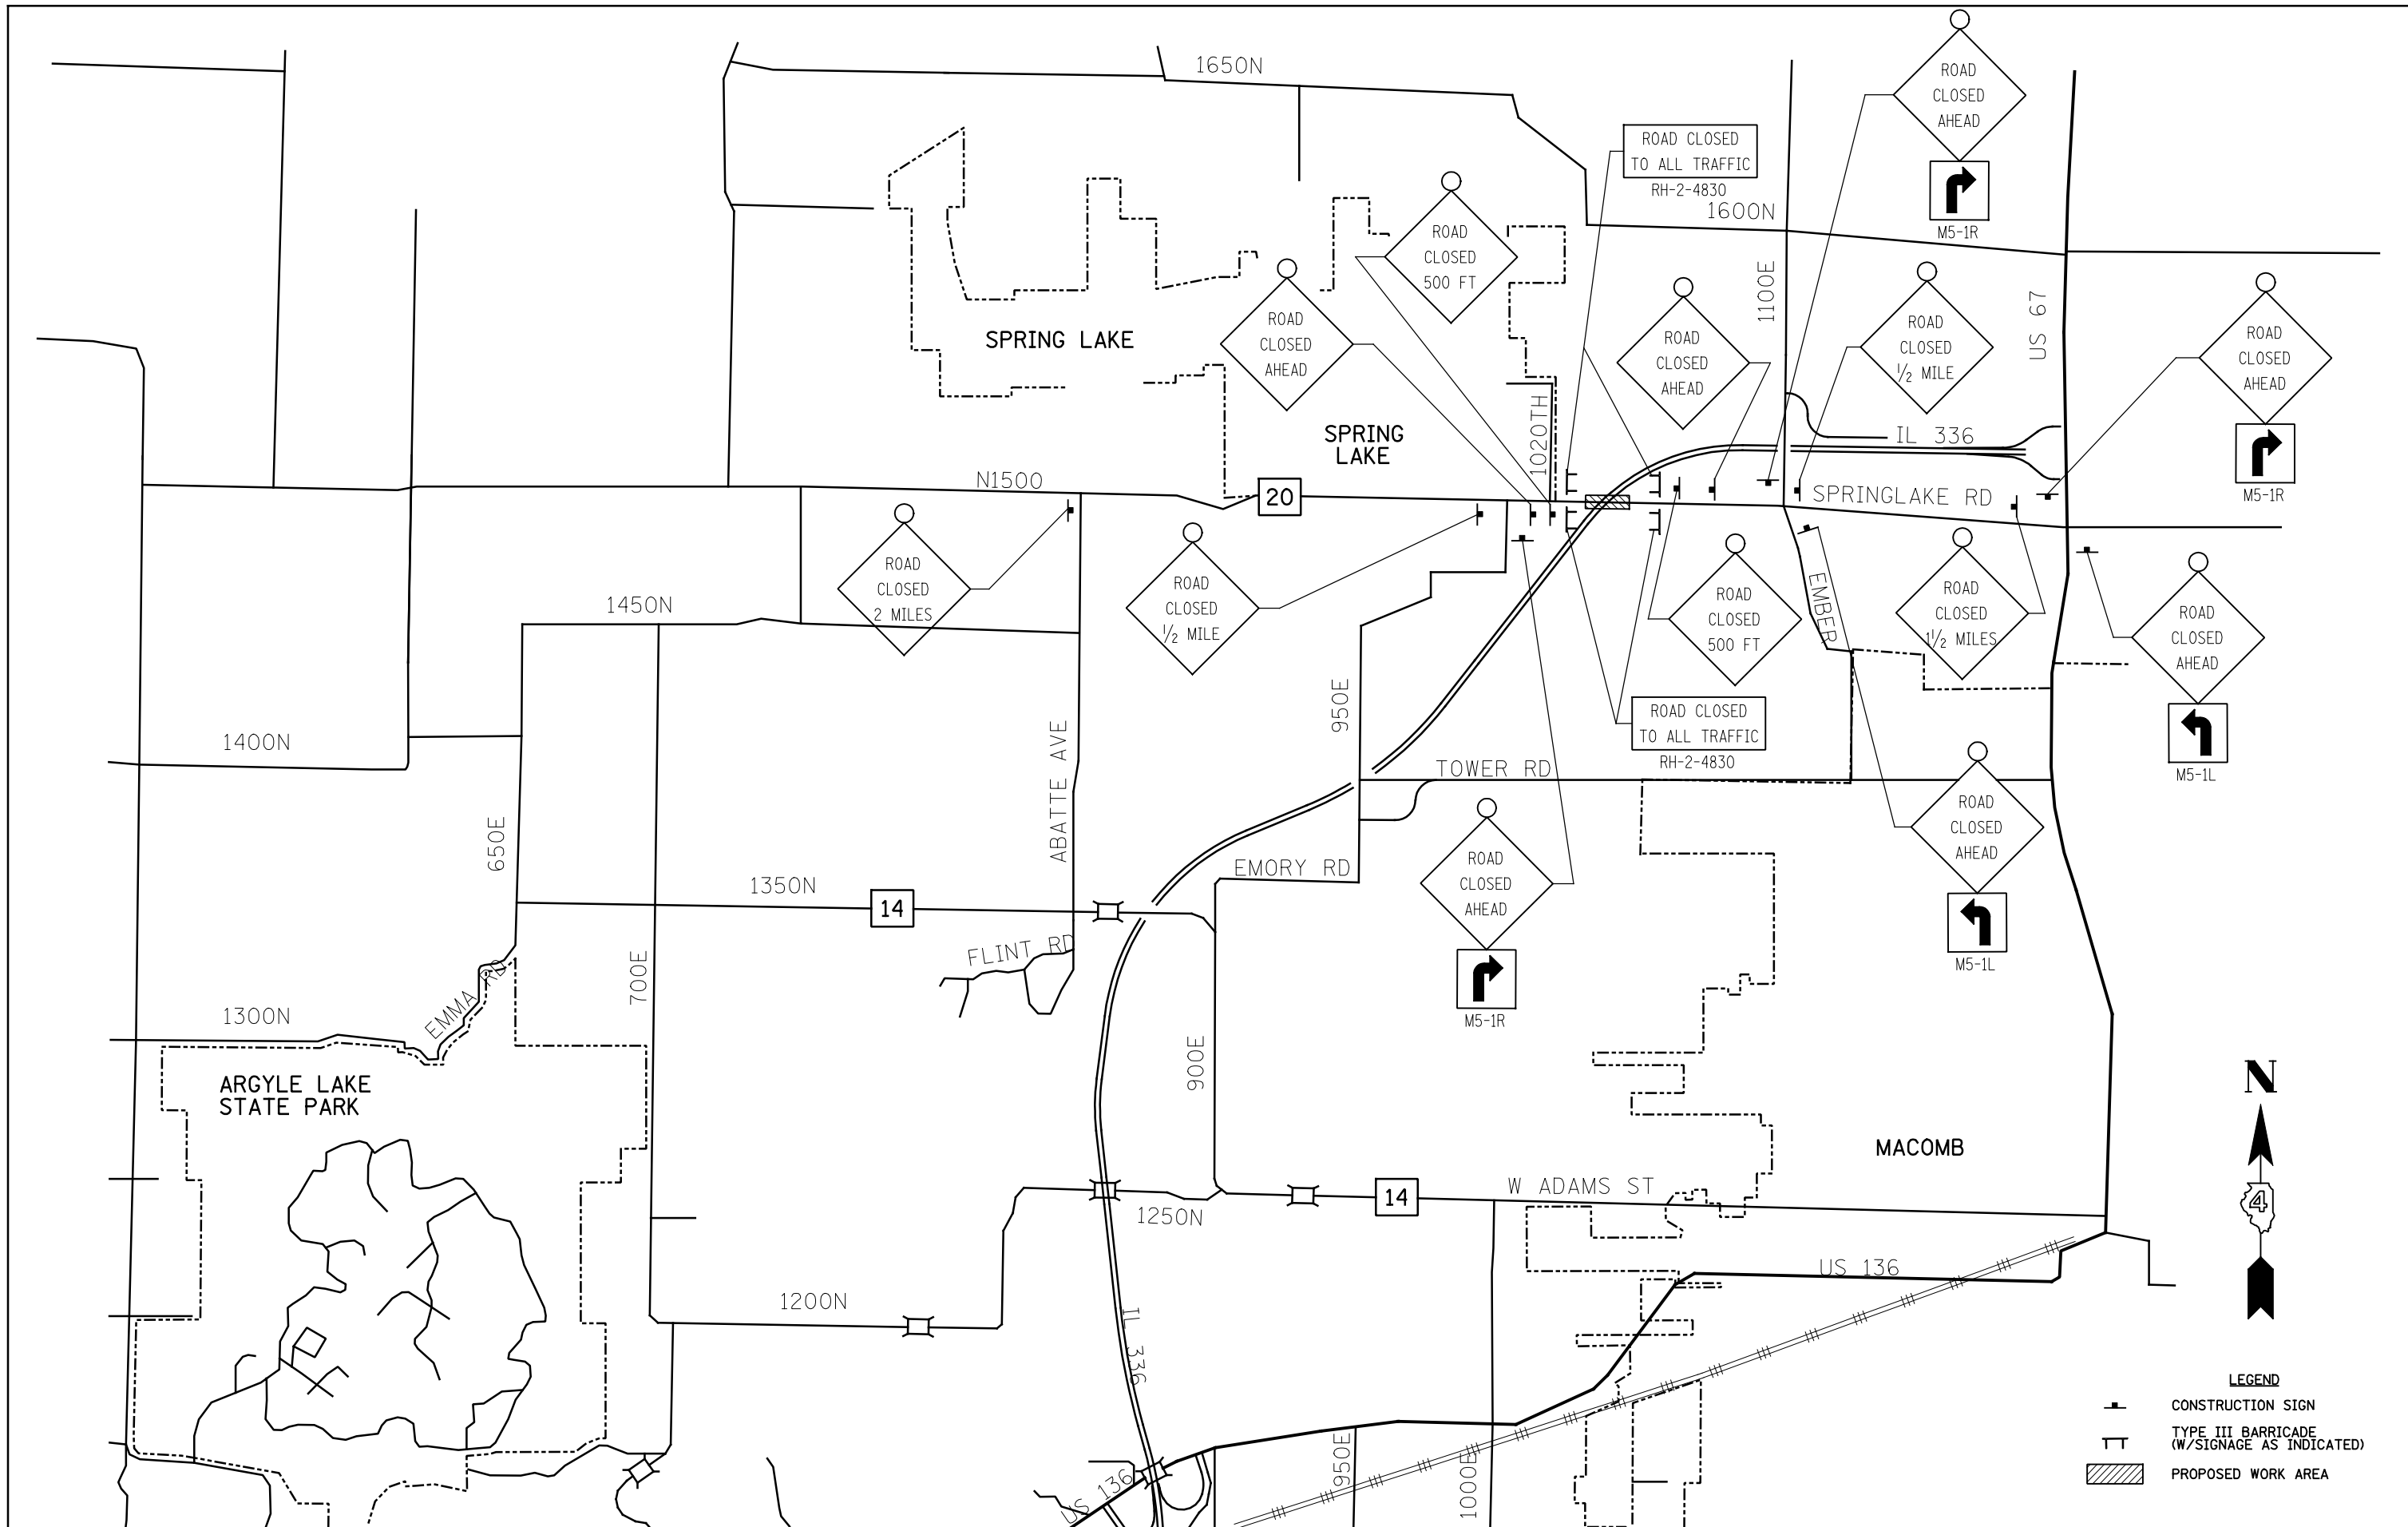 1650N
ROAD
CLOSED
AHEAD
M5-1R
ROAD CLOSED
TO ALL TRAFFIC
RH-2-4830
1600N
ROAD
CLOSED
500 FT
ROAD
CLOSED
AHEAD
ROAD
CLOSED
AHEAD
1100E
ROAD
CLOSED
1/2 MILE
US 67
ROAD
CLOSED
AHEAD
M5-1R
SPRING LAKE
SPRING
LAKE
1020TH
IL 336
N1500
20
SPRINGLAKE RD
ROAD
CLOSED
2 MILES
ROAD
CLOSED
1/2 MILE
ROAD
CLOSED
500 FT
EMBER
ROAD
CLOSED
1 1/2 MILES
ROAD
CLOSED
AHEAD
M5-1L
1450N
950E
ROAD CLOSED
TO ALL TRAFFIC
RH-2-4830
1400N
ABATTE AVE
TOWER RD
650E
ROAD
CLOSED
AHEAD
M5-1R
ROAD
CLOSED
AHEAD
M5-1L
EMORY RD
1350N
14
FLINT RD
700E
EMMA RD
1300N
900E
ARGYLE LAKE
STATE PARK
MACOMB
N
4
1250N
14
W ADAMS ST
US 136
1200N
IL 336
US 136
950E
1000E
LEGEND
CONSTRUCTION SIGN
TYPE III BARRICADE
(W/SIGNAGE AS INDICATED)
PROPOSED WORK AREA